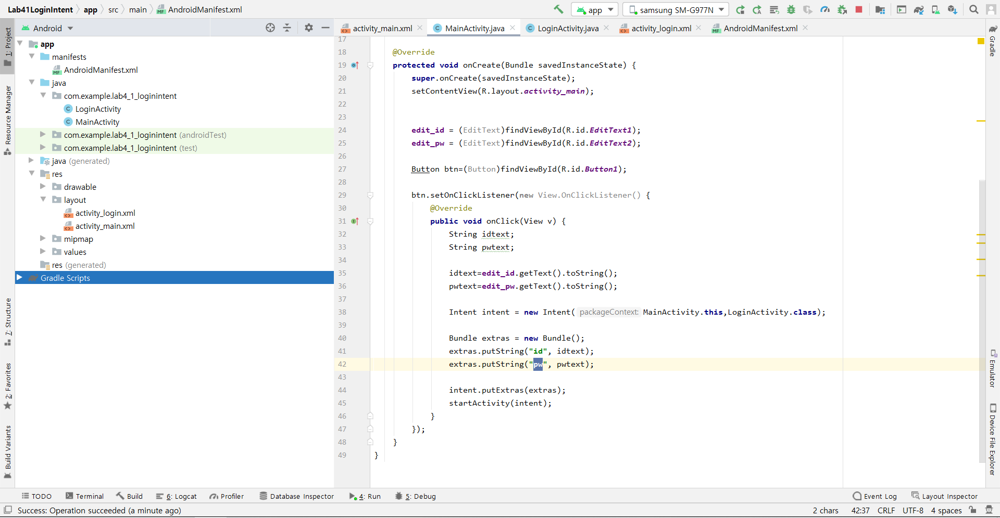 Lab41LoginIntent app src main AndroidManifest.xml app samsung SM-G977N
Android
activity_main.xml MainActivity.java LoginActivity.java activity_login.xml AndroidManifest.xml
1: Project
Resource Manager
7: Structure
2: Favorites
Build Variants
app
manifests
AndroidManifest.xml
java
com.example.lab4_1_loginintent
LoginActivity
MainActivity
com.example.lab4_1_loginintent (androidTest)
com.example.lab4_1_loginintent (test)
java (generated)
res
drawable
layout
activity_login.xml
activity_main.xml
mipmap
values
res (generated)
Gradle Scripts
17
18 @Override
19 protected void onCreate(Bundle savedInstanceState) {
20 super.onCreate(savedInstanceState);
21 setContentView(R.layout.activity_main);
22
23
24 edit_id = (EditText)findViewById(R.id.EditText1);
25 edit_pw = (EditText)findViewById(R.id.EditText2);
26
27 Button btn=(Button)findViewById(R.id.Button1);
28
29 btn.setOnClickListener(new View.OnClickListener() {
30 @Override
31 public void onClick(View v) {
32 String idtext;
33 String pwtext;
34
35 idtext=edit_id.getText().toString();
36 pwtext=edit_pw.getText().toString();
37
38 Intent intent = new Intent( packageContext: MainActivity.this,LoginActivity.class);
39
40 Bundle extras = new Bundle();
41 extras.putString("id", idtext);
42 extras.putString("pw", pwtext);
43
44 intent.putExtras(extras);
45 startActivity(intent);
46 }
47 });
48 }
49 }
Gradle
Emulator
Device File Explorer
TODO Terminal Build 6: Logcat Profiler Database Inspector 4: Run 5: Debug Event Log Layout Inspector
Success: Operation succeeded (a minute ago) 2 chars 42:37 CRLF UTF-8 4 spaces